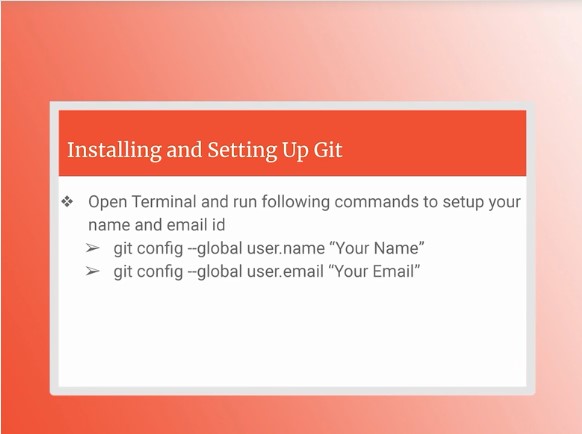 Installing and Setting Up Git
❖ Open Terminal and run following commands to setup your
name and email id
➢ git config --global user.name “Your Name”
➢ git config --global user.email “Your Email”